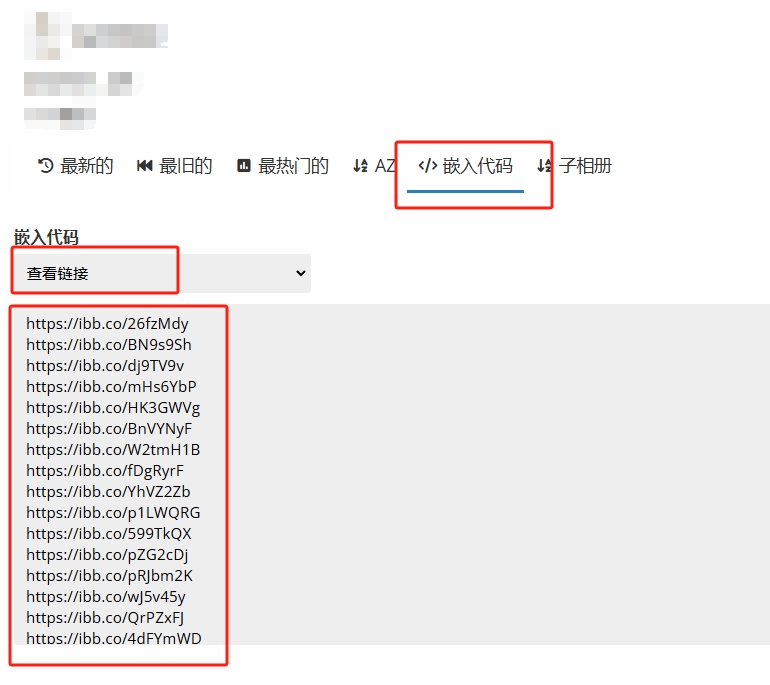 最新的 最旧的 最热门的 AZ 嵌入代码 子相册
嵌入代码
查看链接
https://ibb.co/26fzMdy
https://ibb.co/BN9s9Sh
https://ibb.co/dj9TV9v
https://ibb.co/mHs6YbP
https://ibb.co/HK3GWVg
https://ibb.co/BnVYNyF
https://ibb.co/W2tmH1B
https://ibb.co/fDgRyrF
https://ibb.co/YhVZ2Zb
https://ibb.co/p1LWQRG
https://ibb.co/599TkQX
https://ibb.co/pZG2cDj
https://ibb.co/pRJbm2K
https://ibb.co/wJ5v45y
https://ibb.co/QrPZxFJ
https://ibb.co/4dFYmWD